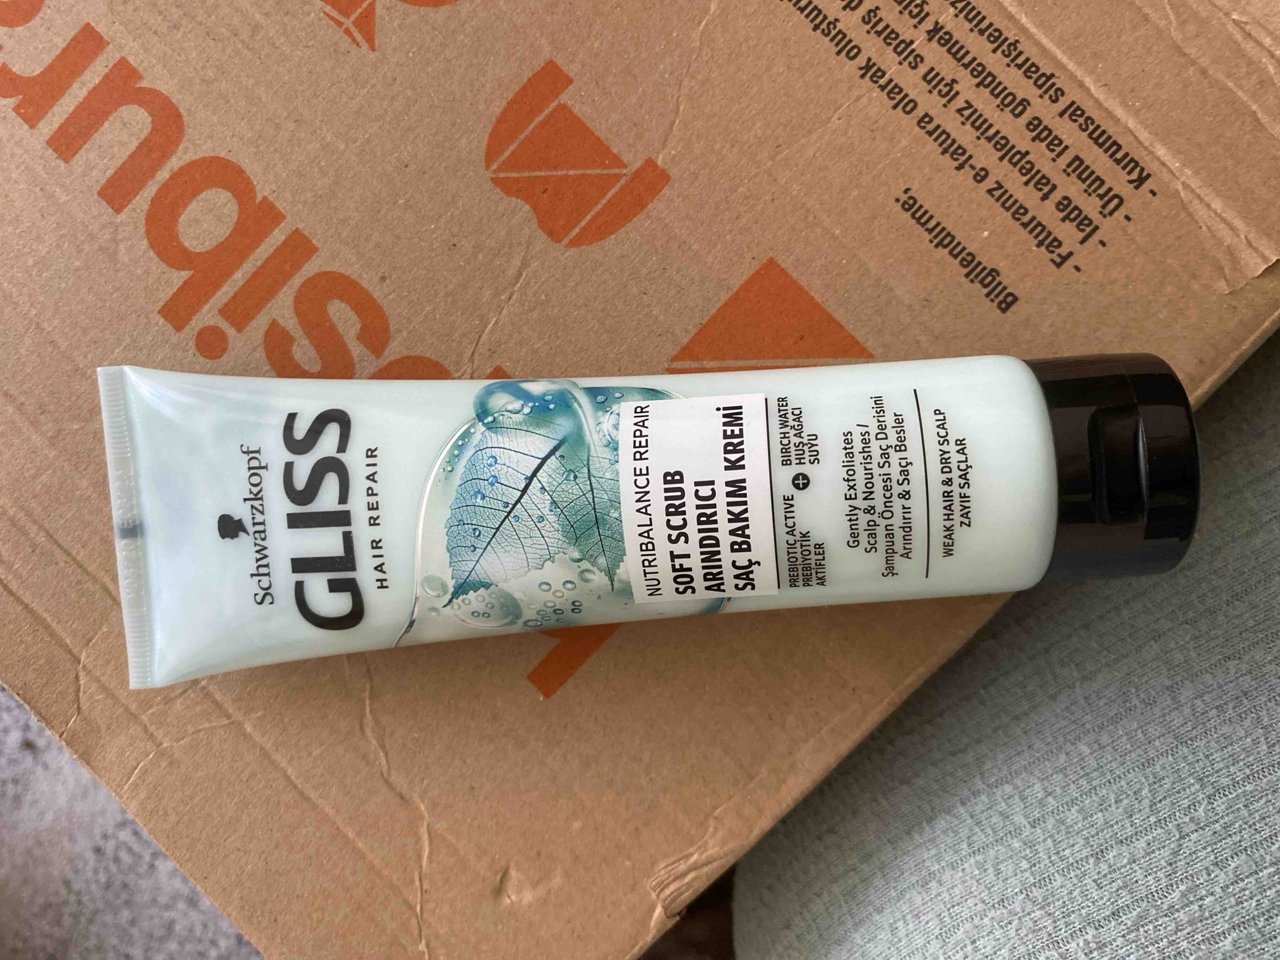 Schwarzkopf
GLISS
HAIR REPAIR
NUTRIBALANCE REPAIR
SOFT SCRUB
ARINDIRICI
SAÇ BAKIM KREMİ
PREBIOTIC ACTIVE
PREBİYOTİK
AKTİFLER
+
BIRCH WATER
HUŞ AĞACI
SUYU
Gently Exfoliates
Scalp & Nourishes /
Şampuan Öncesi Saç Derisini
Arındırır & Saçı Besler
WEAK HAIR & DRY SCALP
ZAYIF SAÇLAR
Bilgilendirme;
- Faturanız e-fatura olarak oluşturu
- İade talepleriniz için sipariş
- Ürünü iade göndermek için
- Kurumsal siparişleriniz